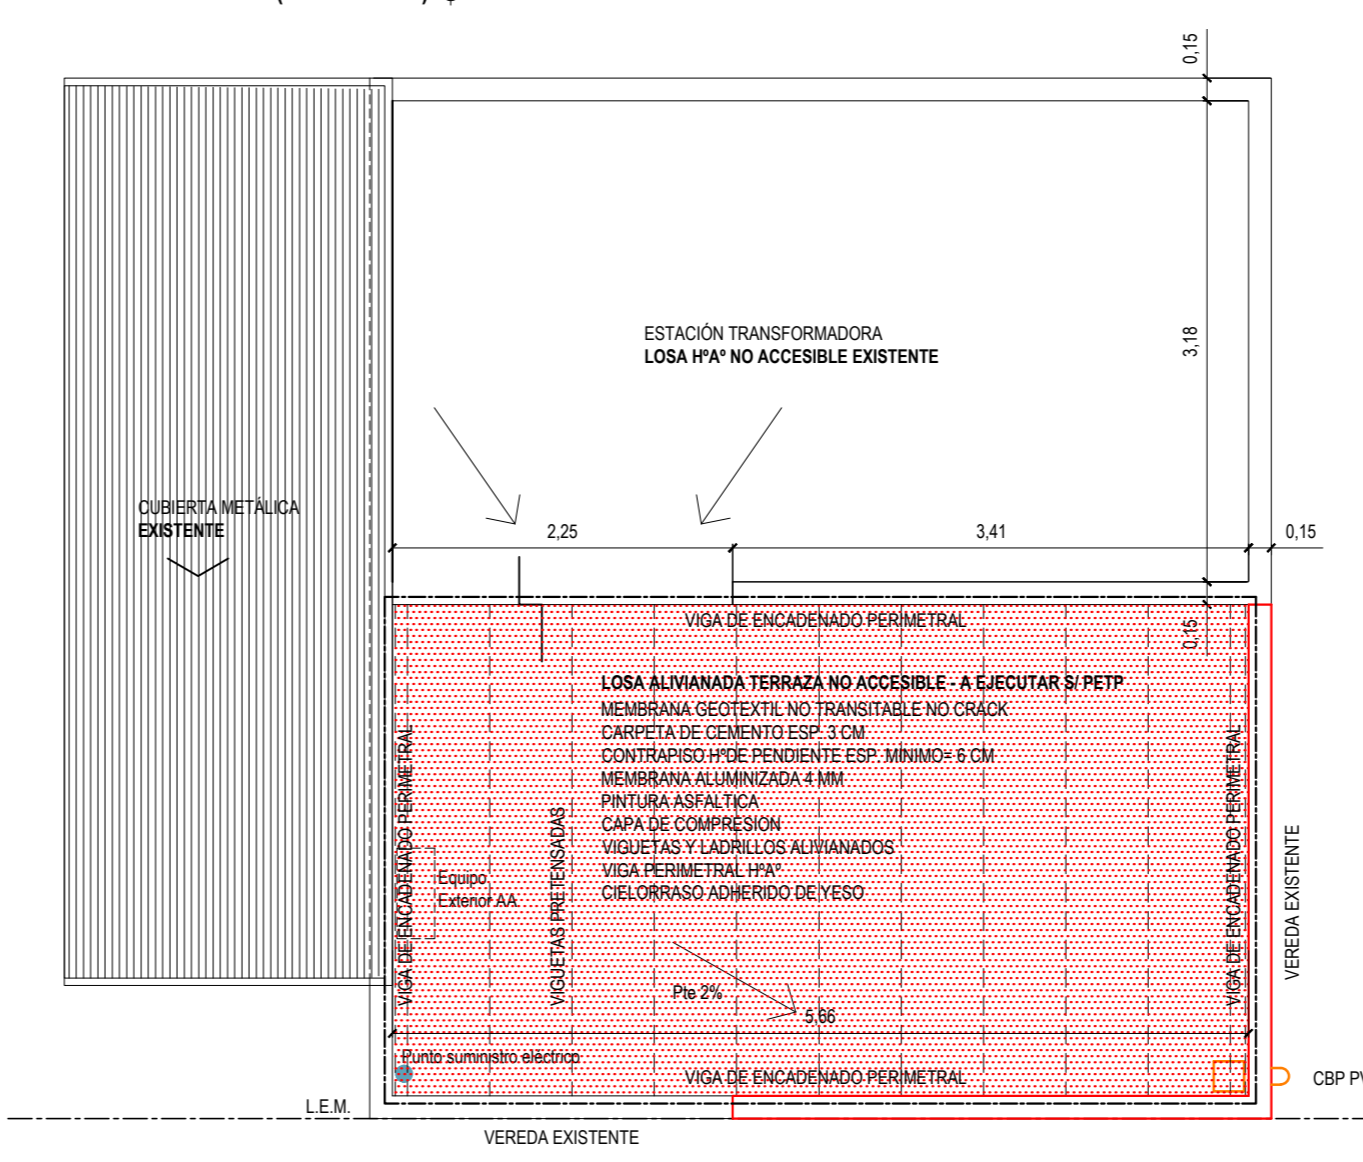 0,15
ESTACIÓN TRANSFORMADORA
LOSA HºAº NO ACCESIBLE EXISTENTE
3,18
CUBIERTA METÁLICA
EXISTENTE
2,25
3,41
0,15
0,15
VIGA DE ENCADENADO PERIMETRAL
LOSA ALIVIANADA TERRAZA NO ACCESIBLE - A EJECUTAR S/ PETP
MEMBRANA GEOTEXTIL NO TRANSITABLE NO CRACK
CARPETA DE CEMENTO ESP. 3 CM
CONTRAPISO HºDE PENDIENTE ESP. MINIMO= 6 CM
MEMBRANA ALUMINIZADA 4 MM
PINTURA ASFALTICA
CAPA DE COMPRESION
VIGUETAS Y LADRILLOS ALIVIANADOS
VIGA PERIMETRAL HºAº
CIELORRASO ADHERIDO DE YESO
VIGA DE ENCADENADO PERIMETRAL
Equipo
Exterior AA
VIGUETAS PRETENSADAS
VIGA DE ENCADENADO PERIMETRAL
VEREDA EXISTENTE
Pte 2%
5,66
Punto suministro eléctrico
VIGA DE ENCADENADO PERIMETRAL
CBP
L.E.M.
VEREDA EXISTENTE